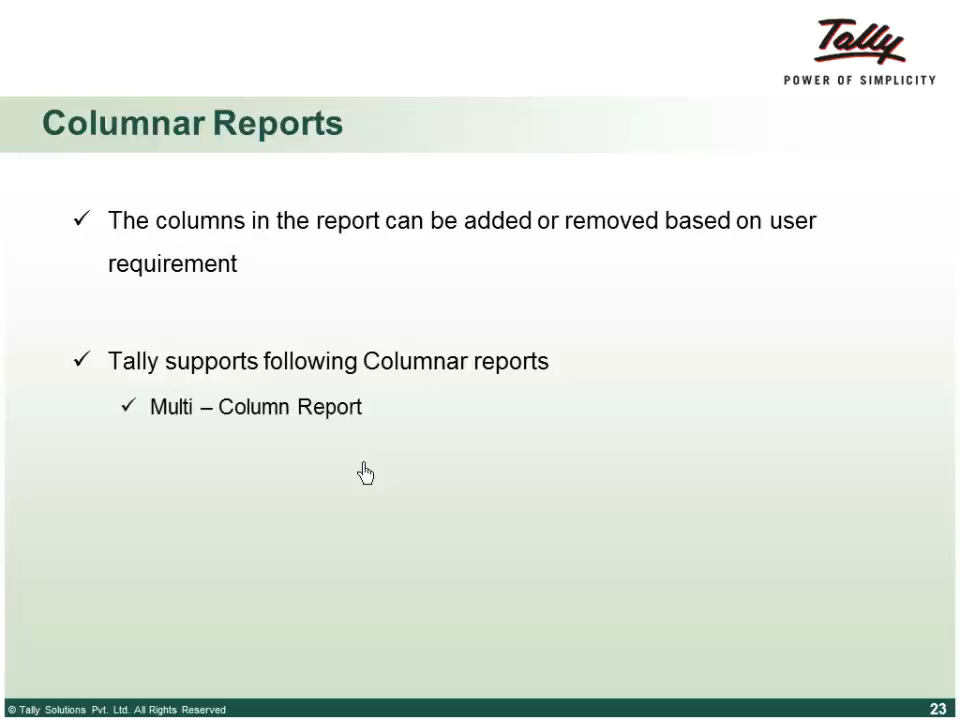 Tally
POWER OF SIMPLICITY
Columnar Reports
✓ The columns in the report can be added or removed based on user
requirement
✓ Tally supports following Columnar reports
✓ Multi – Column Report
© Tally Solutions Pvt. Ltd. All Rights Reserved
23